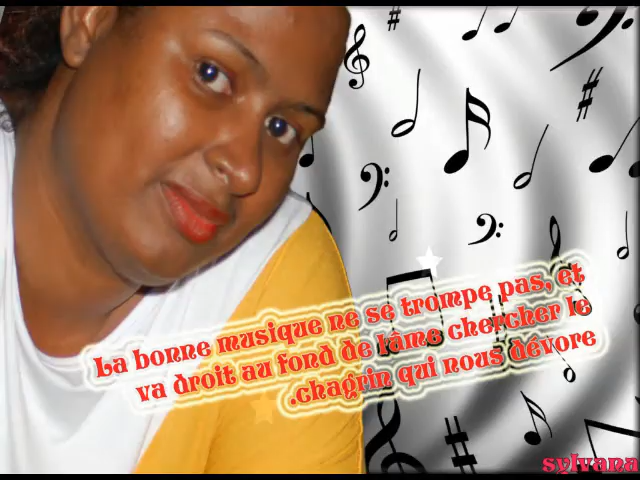 La bonne musique ne se trompe pas, et
va droit au fond de lâme chercher le
.chagrin qui nous dévore
sylvana